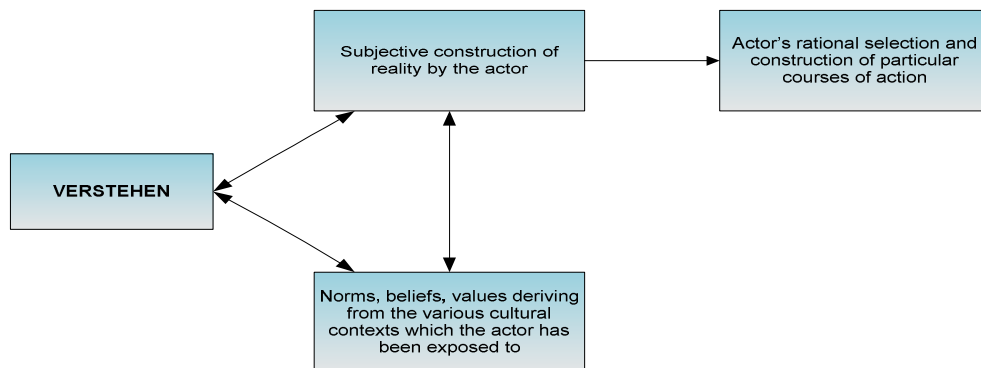 Subjective construction of
reality by the actor
Actor's rational selection and
construction of particular
courses of action
VERSTEHEN
Norms, beliefs, values deriving
from the various cultural
contexts which the actor has
been exposed to